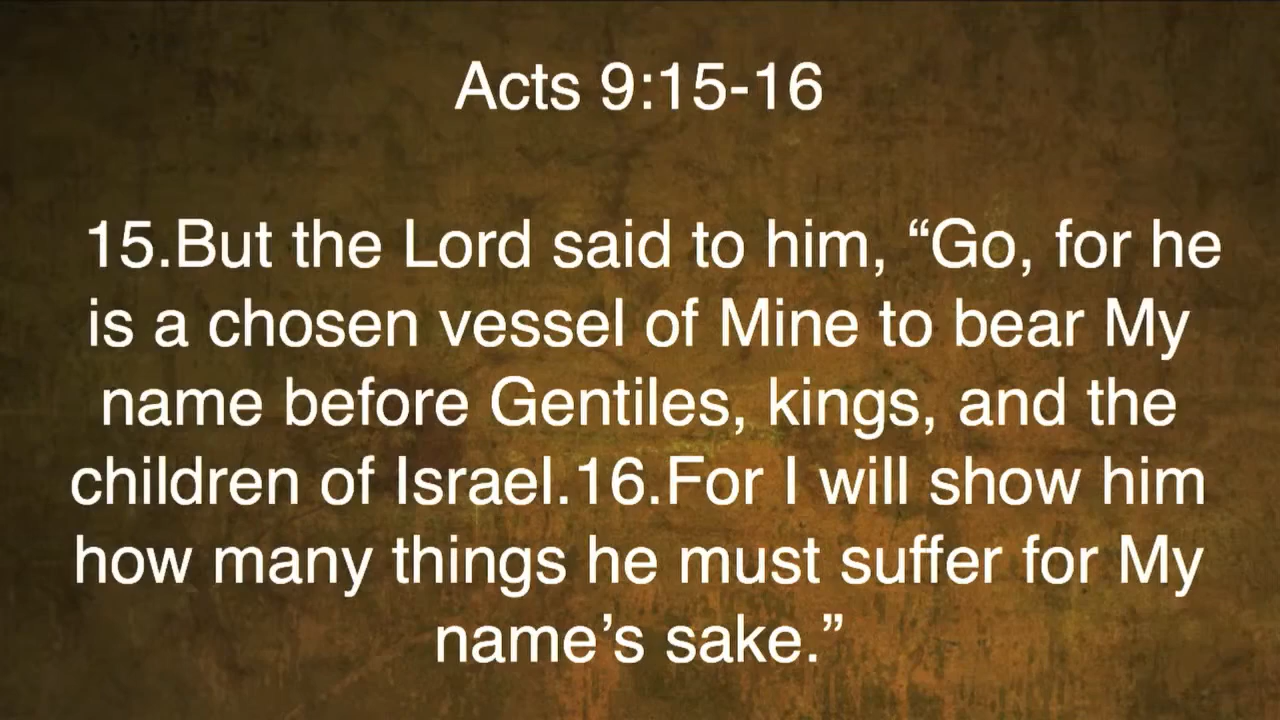 Acts 9:15-16
15.But the Lord said to him, “Go, for he
is a chosen vessel of Mine to bear My
name before Gentiles, kings, and the
children of Israel.16.For I will show him
how many things he must suffer for My
name’s sake.”